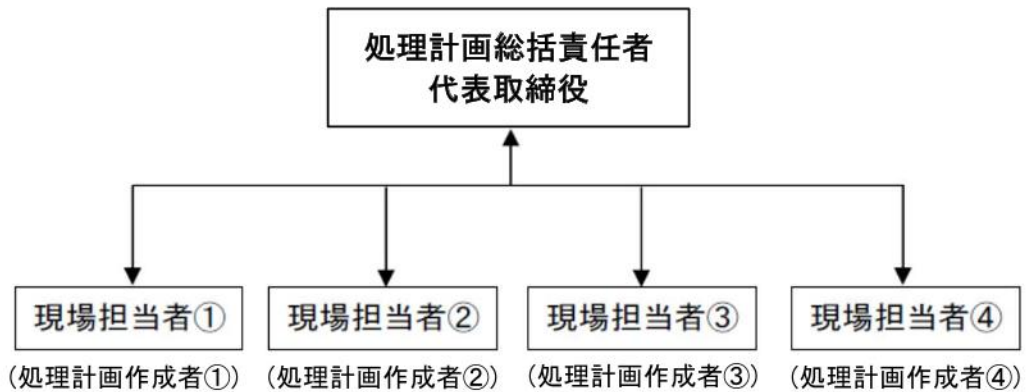 処理計画総括責任者
代表取締役
現場担当者① 現場担当者② 現場担当者③ 現場担当者④
(処理計画作成者①) (処理計画作成者②) (処理計画作成者③) (処理計画作成者④)